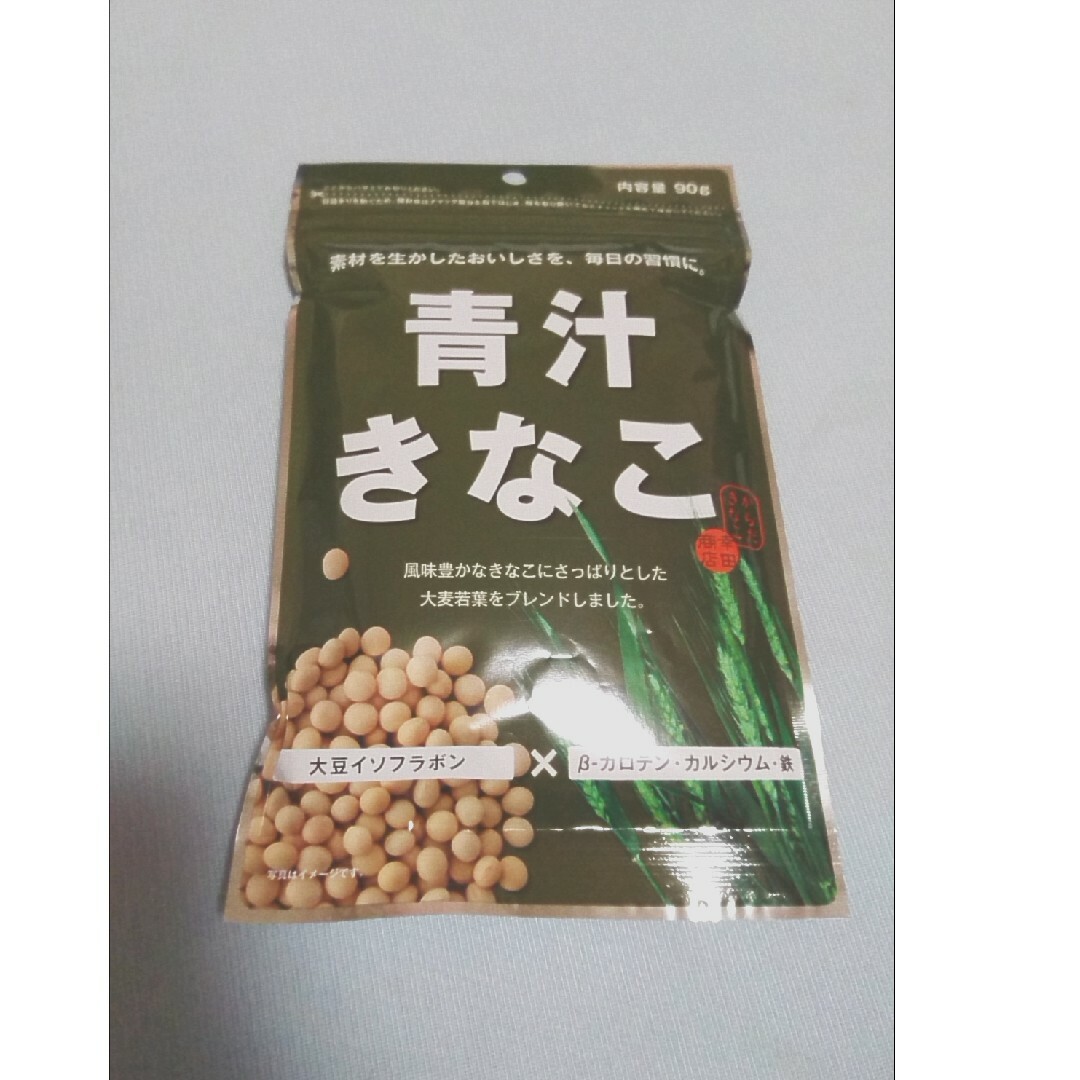 内容量 90g
素材を生かしたおいしさを、毎日の習慣に。
青汁
きなこ
幸田
商店
風味豊かなきなこにさっぱりとした
大麦若葉をブレンドしました。
大豆イソフラボン × β-カロテン・カルシウム・鉄
写真はイメージです。